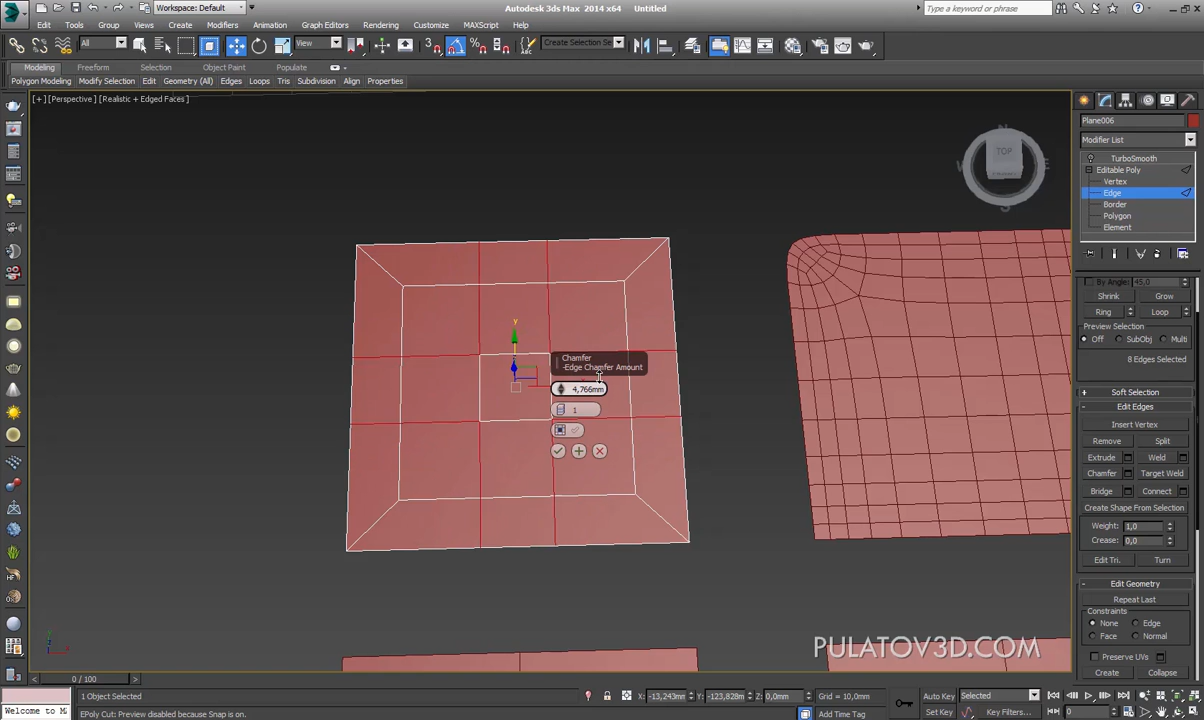 Workspace: Default
Autodesk 3ds Max 2014 x64 Untitled
Type a keyword or phrase
Edit Tools Group Views Create Modifiers Animation Graph Editors Rendering Customize MAXScript Help
All
View
3
Create Selection Se
Modeling Freeform Selection Object Paint Populate
Polygon Modeling Modify Selection Edit Geometry (All) Edges Loops Tris Subdivision Align Properties
[+] [Perspective] [Realistic + Edged Faces]
N
W
E
TOP
S
Plane006
Modifier List
TurboSmooth
Editable Poly
Vertex
Edge
Border
Polygon
Element
By Angle: 45,0
Shrink Grow
Ring Loop
Preview Selection
Off SubObj Multi
8 Edges Selected
Soft Selection
Edit Edges
Insert Vertex
Remove Split
Extrude Weld
Chamfer Target Weld
Bridge Connect
Create Shape From Selection
Weight: 1,0
Crease: 0,0
Edit Tri. Turn
Edit Geometry
Repeat Last
Constraints
None Edge
Face Normal
Preserve UVs
Create Collapse
y
Chamfer
-Edge Chamfer Amount
4,766mm
1
HF
PULATOV3D.COM
0 / 100
1 Object Selected
X: -13,243mm Y: -123,828m Z: 0,0mm Grid = 10,0mm
Auto Key Selected
Welcome to M
EPoly Cut: Preview disabled because Snap is on.
Add Time Tag
Set Key Key Filters...
0